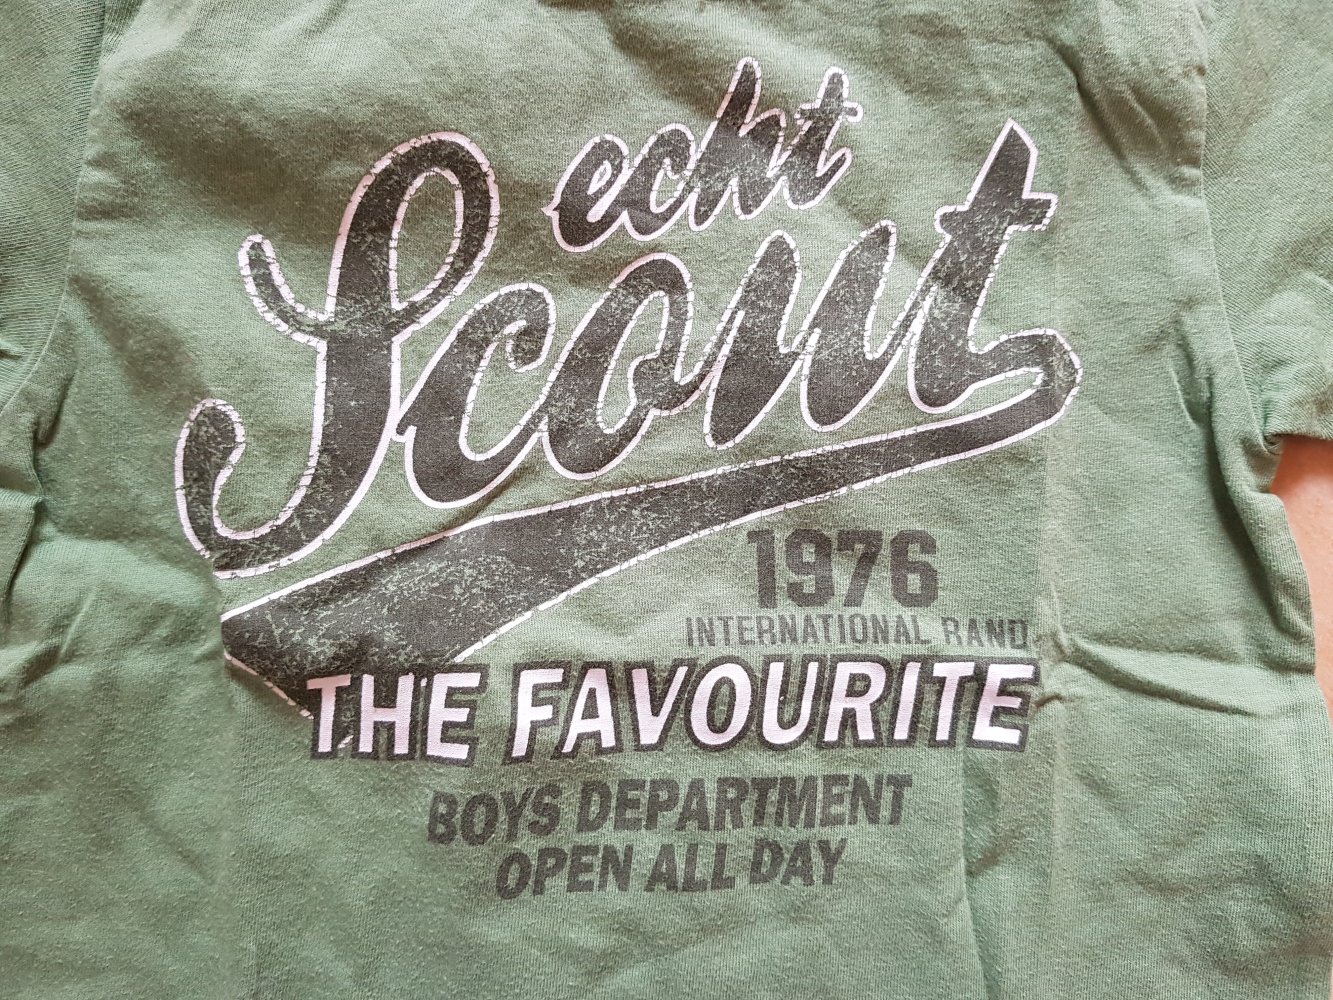 echt
Scout
1976
INTERNATIONAL RAND
THE FAVOURITE
BOYS DEPARTMENT
OPEN ALL DAY